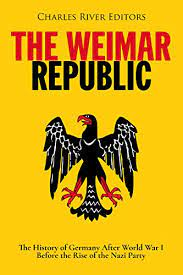 CHARLES RIVER EDITORS
THE WEIMAR
REPUBLIC
The History of Germany After World War I
Before the Rise of the Nazi Party